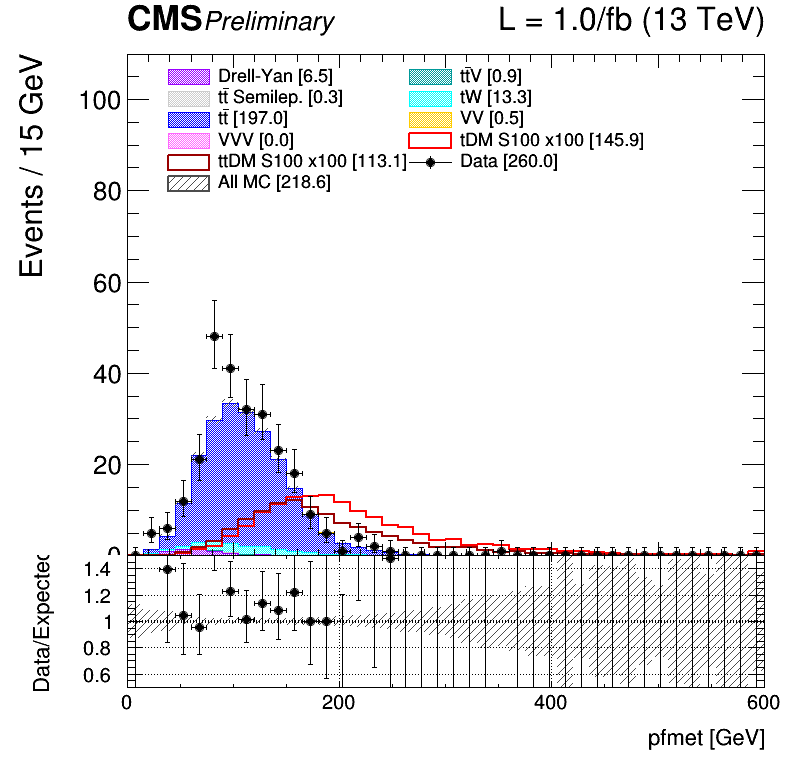 CMS Preliminary L = 1.0/fb (13 TeV)
Events / 15 GeV
Drell-Yan [6.5] tt̄V [0.9]
tt̄ Semilep. [0.3] tW [13.3]
tt̄ [197.0] VV [0.5]
VVV [0.0] tDM S100 x100 [145.9]
ttDM S100 x100 [113.1] Data [260.0]
All MC [218.6]
100
80
60
40
20
0
Data/Expected
1.4
1.2
1
0.8
0.6
0 200 400 600
pfmet [GeV]